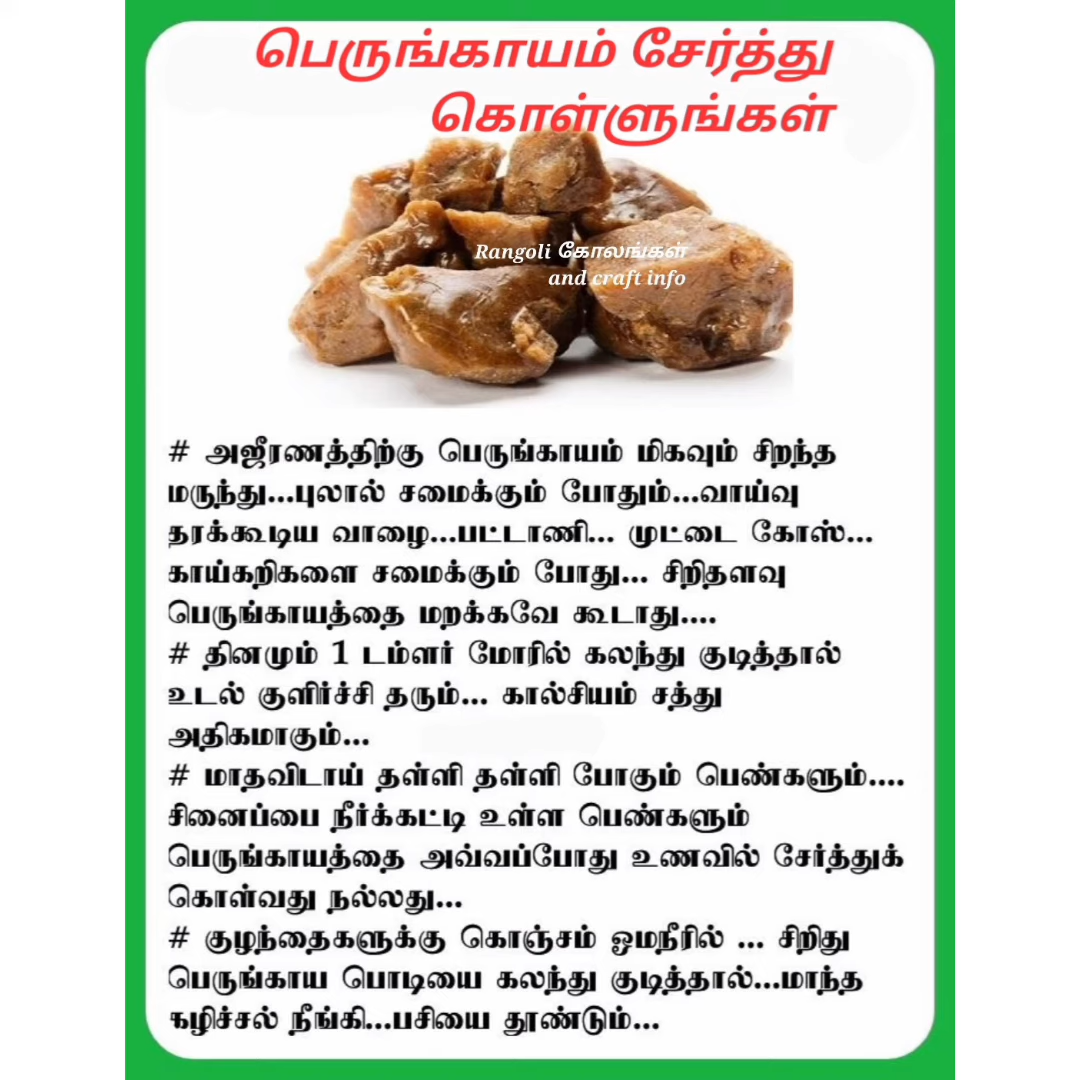 பெருங்காயம் சேர்த்து
கொள்ளுங்கள்
Rangoli கோலங்கள்
and craft info
# அஜீரணத்திற்கு பெருங்காயம் மிகவும் சிறந்த
மருந்து...புலால் சமைக்கும் போதும்...வாய்வு
தரக்கூடிய வாழை...பட்டாணி... முட்டை கோஸ்...
காய்கறிகளை சமைக்கும் போது... சிறிதளவு
பெருங்காயத்தை மறக்கவே கூடாது....
# தினமும் 1 டம்ளர் மோரில் கலந்து குடித்தால்
உடல் குளிர்ச்சி தரும்... கால்சியம் சத்து
அதிகமாகும்...
# மாதவிடாய் தள்ளி தள்ளி போகும் பெண்களும்....
சினைப்பை நீர்க்கட்டி உள்ள பெண்களும்
பெருங்காயத்தை அவ்வப்போது உணவில் சேர்த்துக்
கொள்வது நல்லது...
# குழந்தைகளுக்கு கொஞ்சம் ஓமநீரில் ... சிறிது
பெருங்காய பொடியை கலந்து குடித்தால்...மாந்த
கழிச்சல் நீங்கி...பசியை தூண்டும்...